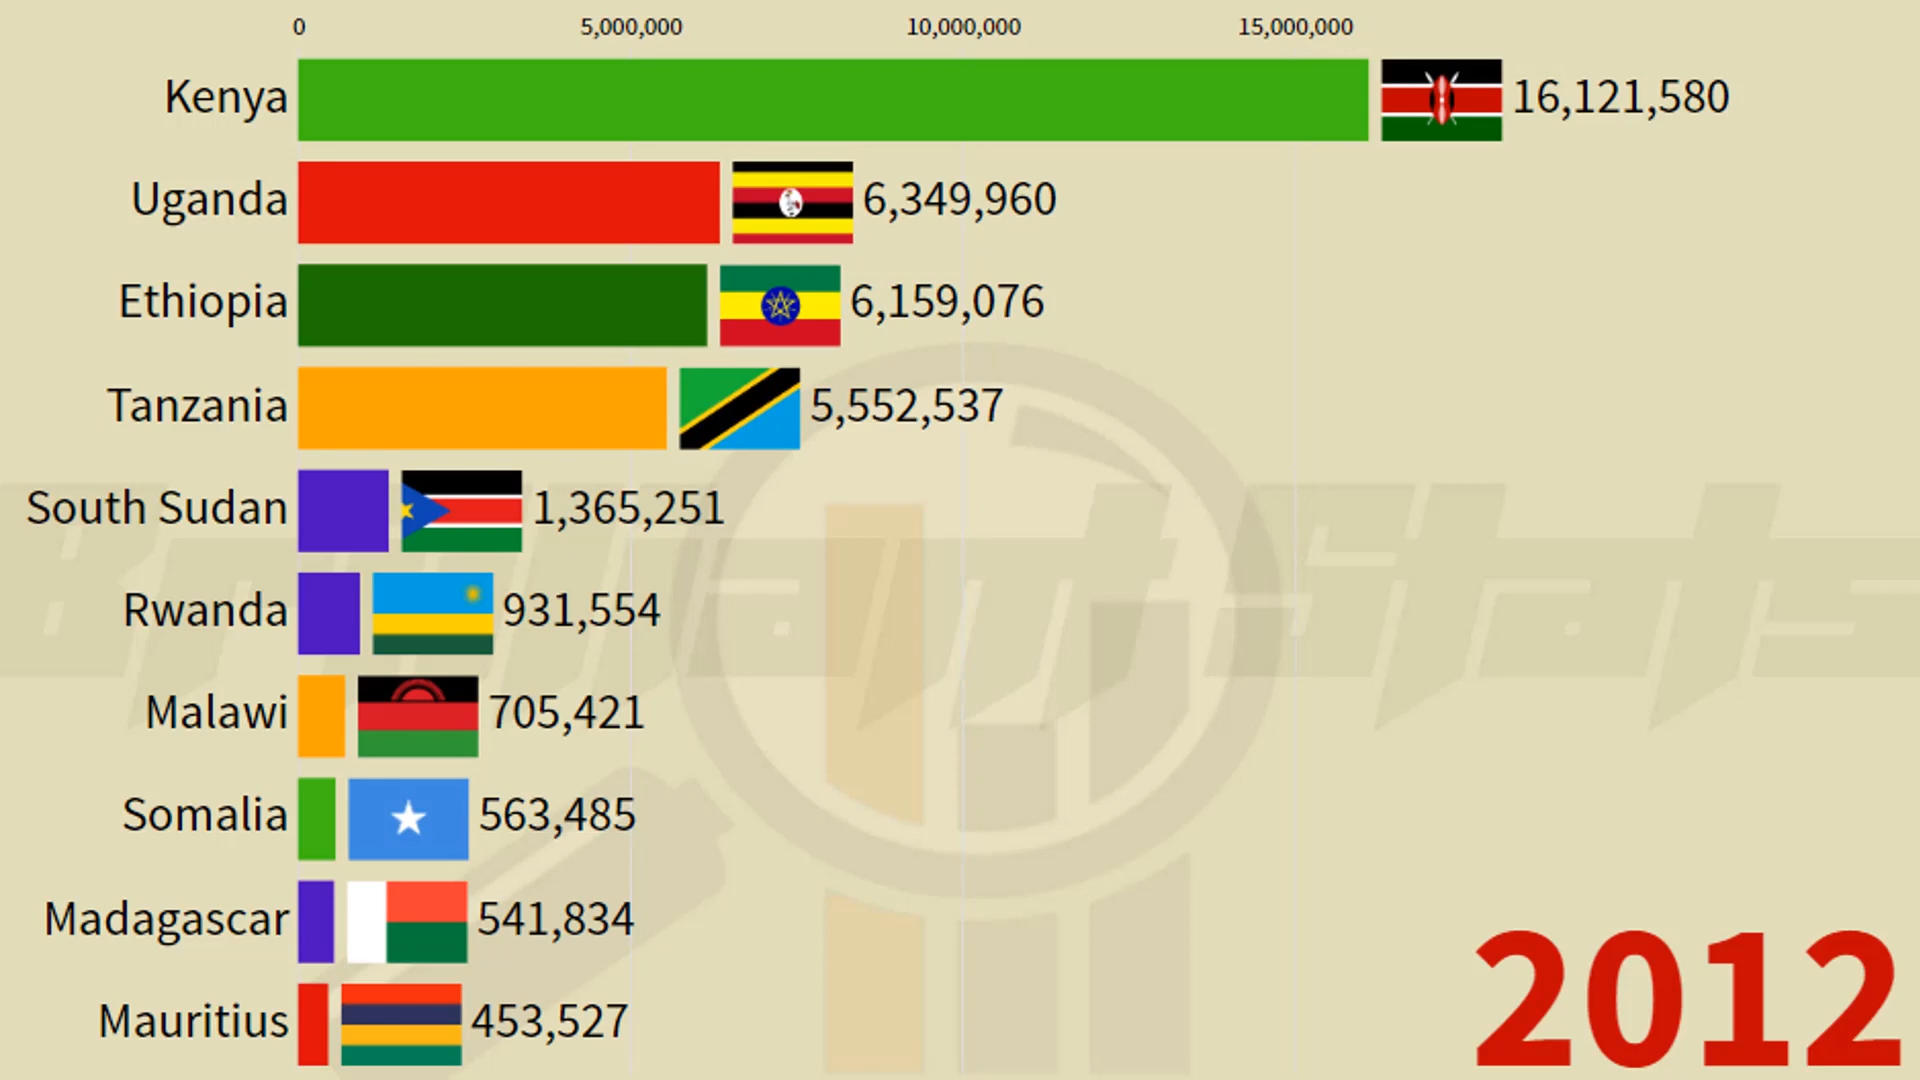 0 5,000,000 10,000,000 15,000,000
Kenya 16,121,580
Uganda 6,349,960
Ethiopia 6,159,076
Tanzania 5,552,537
South Sudan 1,365,251
Rwanda 931,554
Malawi 705,421
Somalia 563,485
Madagascar 541,834
Mauritius 453,527
2012
Brilliant Stats